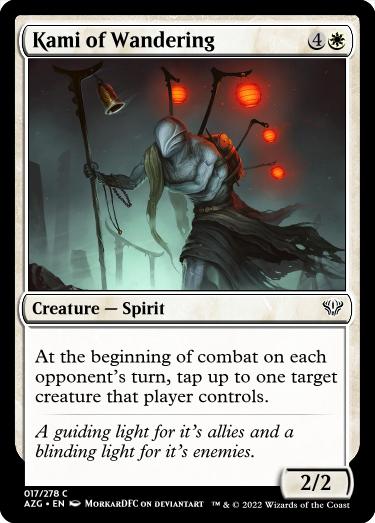 Kami of Wandering 4
Creature — Spirit
At the beginning of combat on each
opponent's turn, tap up to one target
creature that player controls.
A guiding light for it's allies and a
blinding light for it's enemies.
2/2
017/278 C
AZG • EN MorkarDFC on deviantart ™ & © 2022 Wizards of the Coast